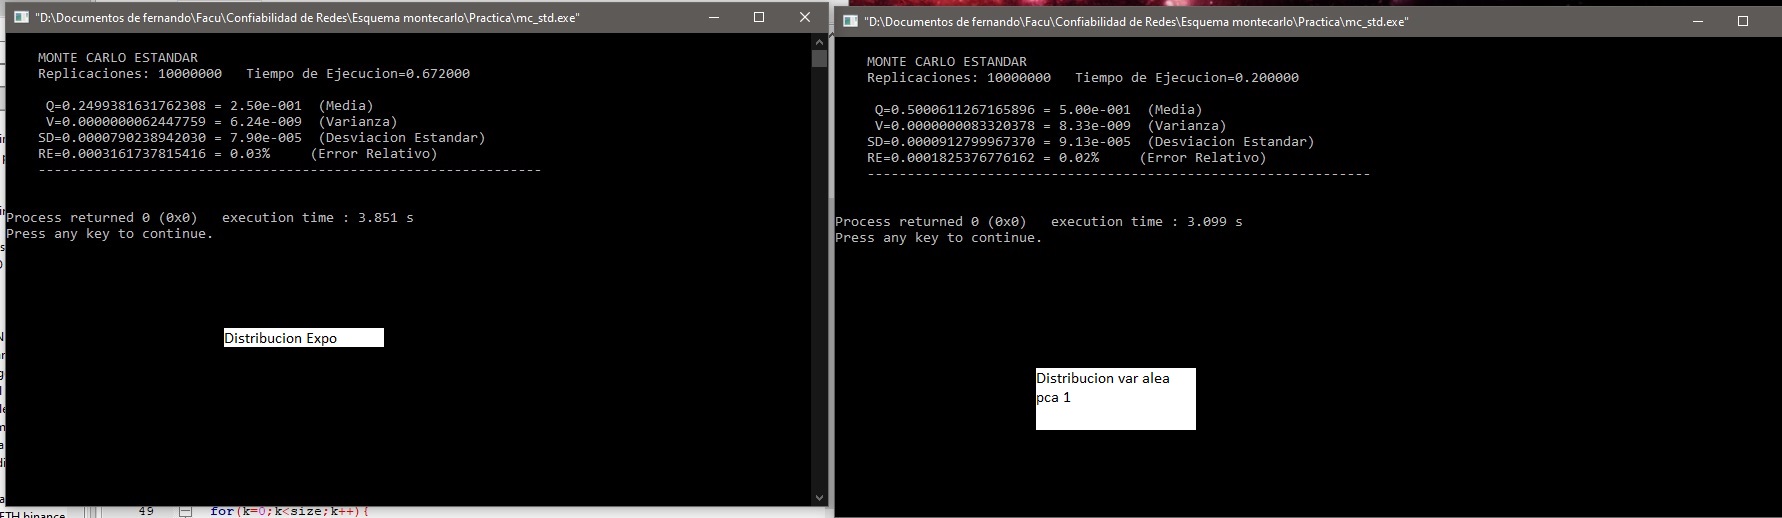 "D:\Documentos de fernando\Facu\Confiabilidad de Redes\Esquema montecarlo\Practica\mc_std.exe"
MONTE CARLO ESTANDAR
Replicaciones: 10000000   Tiempo de Ejecucion=0.672000
Q=0.2499381631762308 = 2.50e-001  (Media)
V=0.0000000062447759 = 6.24e-009  (Varianza)
SD=0.0000790238942030 = 7.90e-005  (Desviacion Estandar)
RE=0.0003161737815416 = 0.03%     (Error Relativo)
---------------------------------------------------------------
Process returned 0 (0x0)   execution time : 3.851 s
Press any key to continue.
Distribucion Expo
49   for(k=0;k<size;k++){
"D:\Documentos de fernando\Facu\Confiabilidad de Redes\Esquema montecarlo\Practica\mc_std.exe"
MONTE CARLO ESTANDAR
Replicaciones: 10000000   Tiempo de Ejecucion=0.200000
Q=0.5000611267165896 = 5.00e-001  (Media)
V=0.0000000083320378 = 8.33e-009  (Varianza)
SD=0.0000912799967370 = 9.13e-005  (Desviacion Estandar)
RE=0.0001825376776162 = 0.02%     (Error Relativo)
---------------------------------------------------------------
Process returned 0 (0x0)   execution time : 3.099 s
Press any key to continue.
Distribucion var alea
pca 1